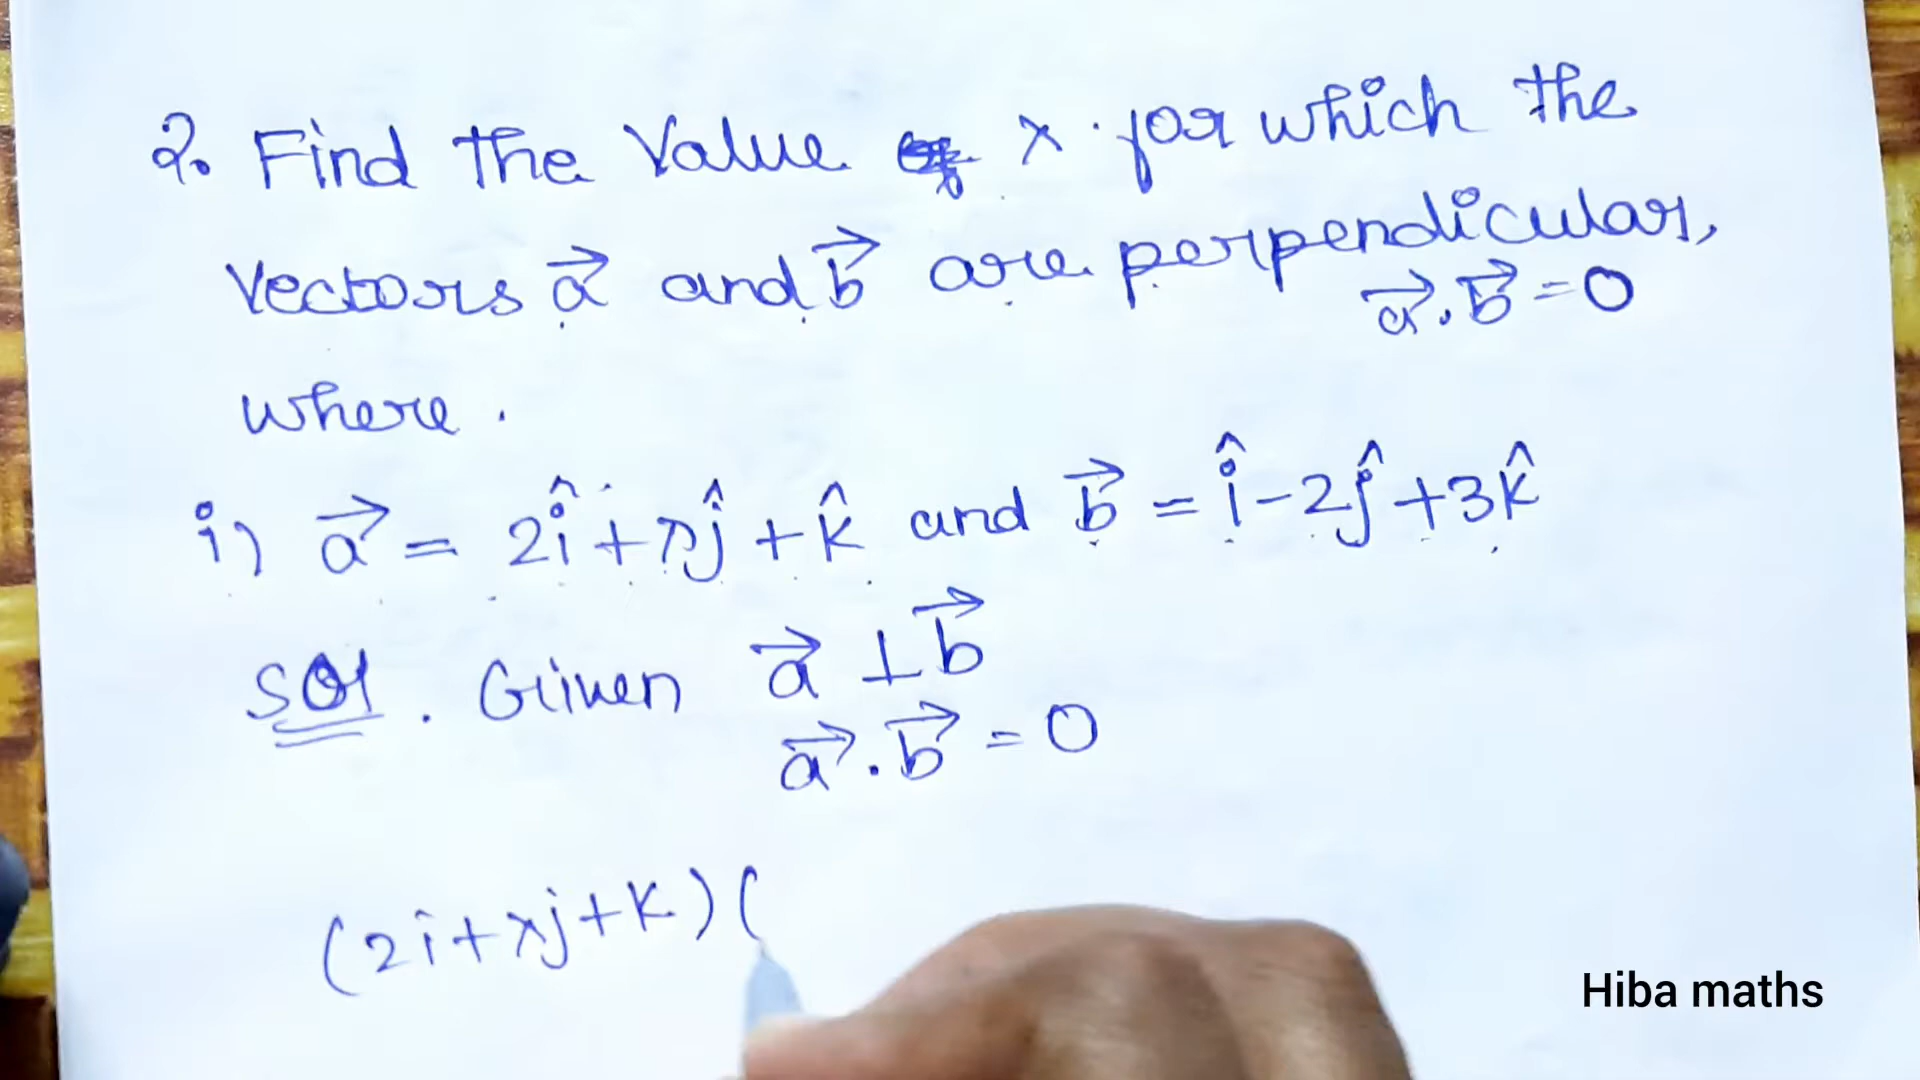 2. Find the Value of x for which the
Vectors a⃗ and b⃗ are perpendicular,
a⃗.b⃗ = 0
where.
i) a⃗ = 2î + xĵ + k̂ and b⃗ = î - 2ĵ + 3k̂
Sol. Given a⃗ ⊥ b⃗
a⃗.b⃗ = 0
(2i + xj + k) (
Hiba maths